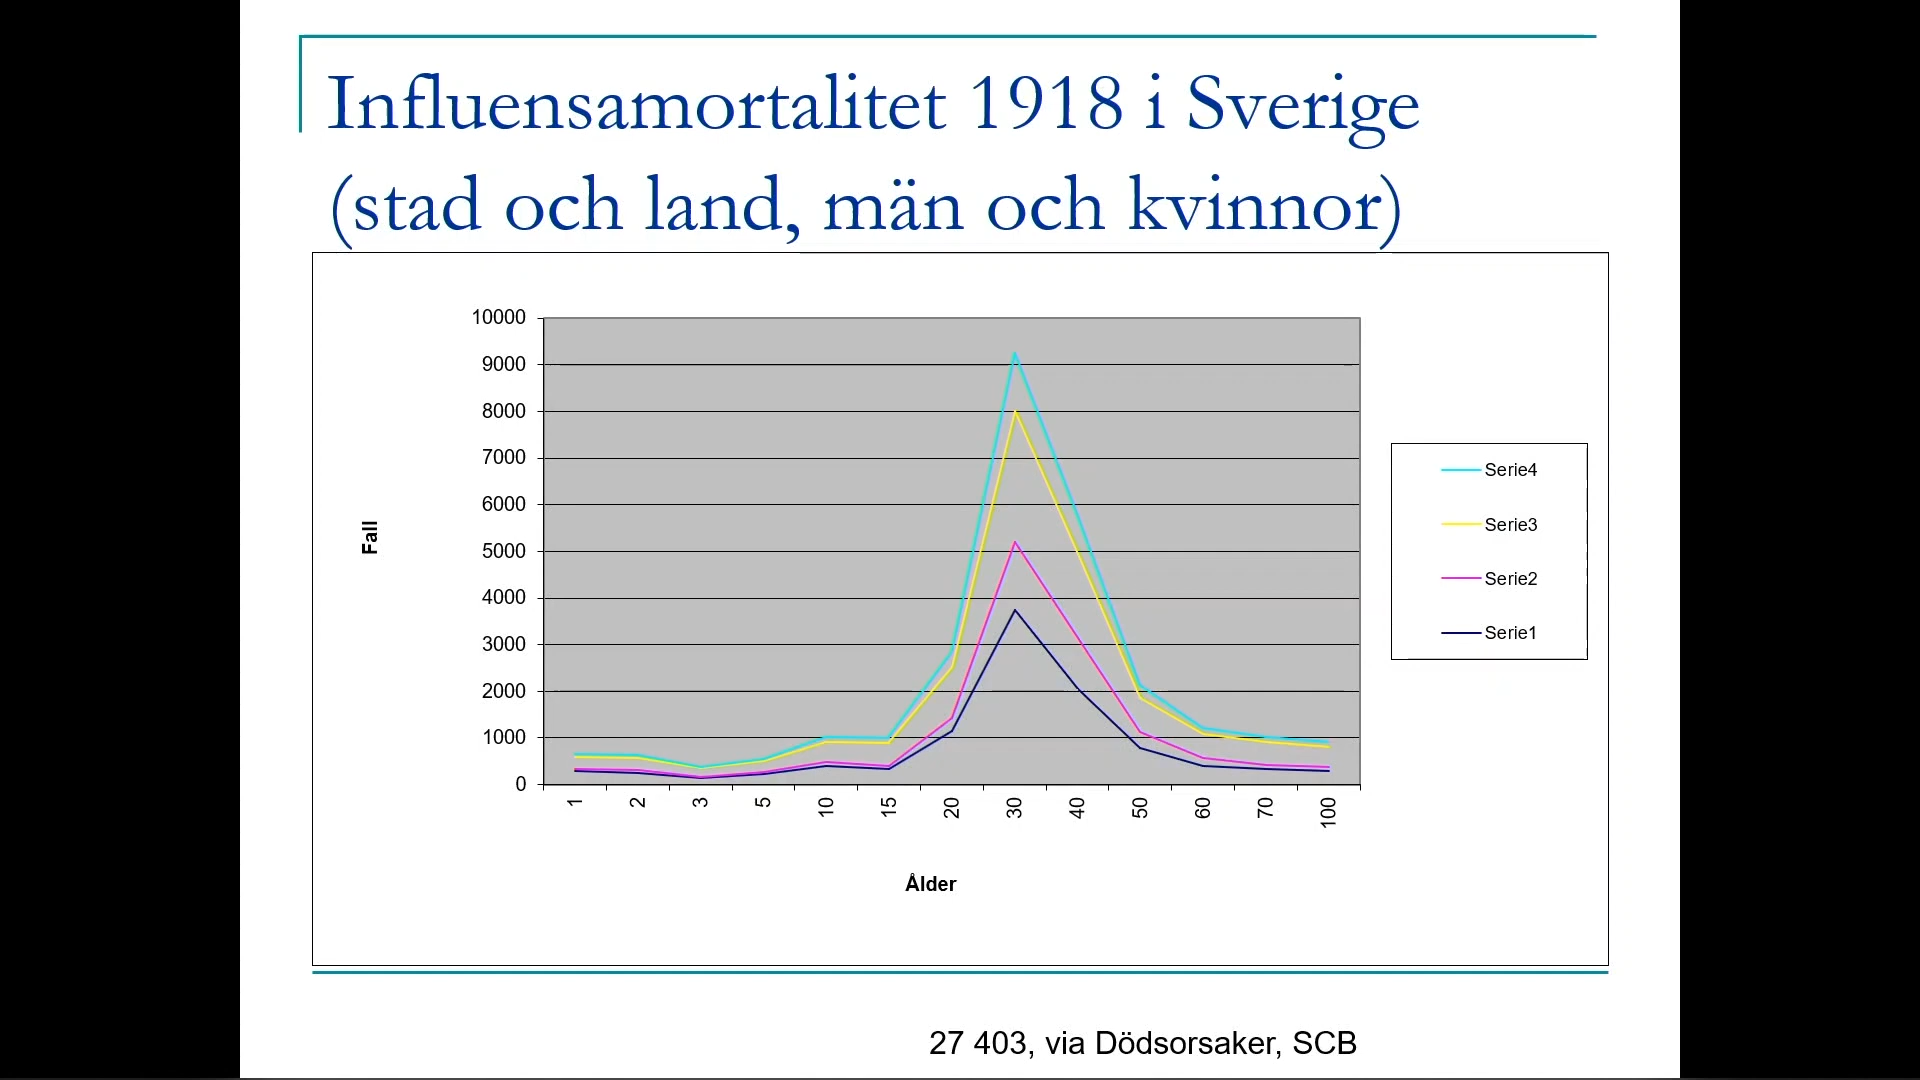 Influensamortalitet 1918 i Sverige
(stad och land, män och kvinnor)
10000
9000
8000
7000
6000
5000
4000
3000
2000
1000
0
Fall
1 2 3 5 10 15 20 30 40 50 60 70 100
Ålder
Serie4
Serie3
Serie2
Serie1
27 403, via Dödsorsaker, SCB